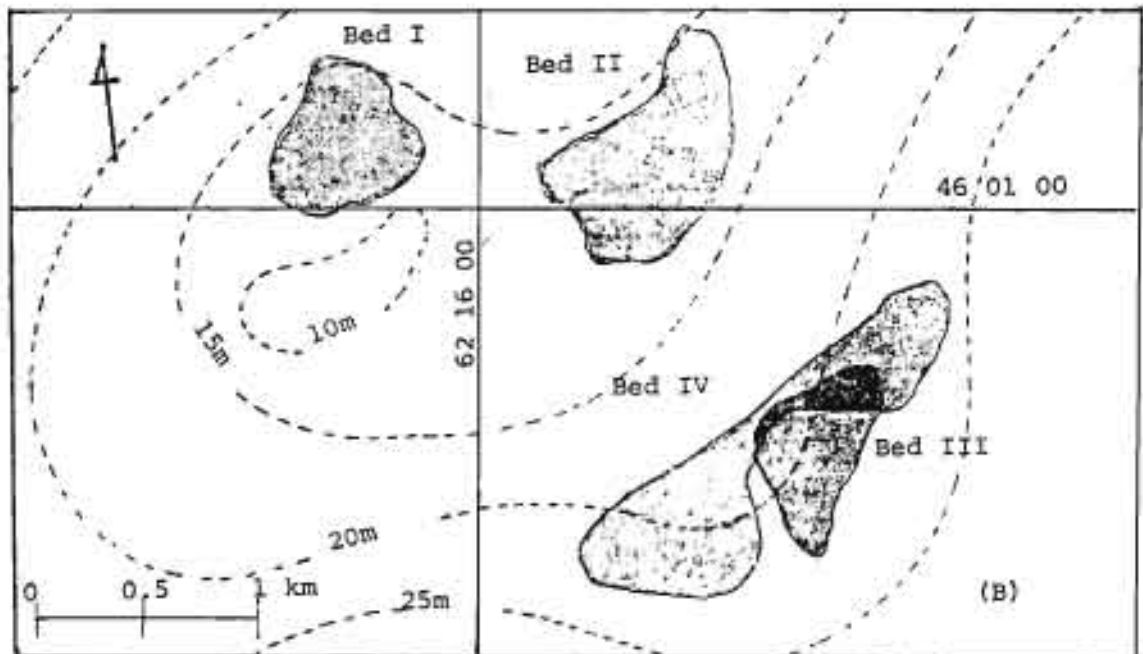 Bed I
Bed II
46 01 00
62 16 00
10m
15m
Bed IV
Bed III
20m
25m
0 0.5 1 km
(B)